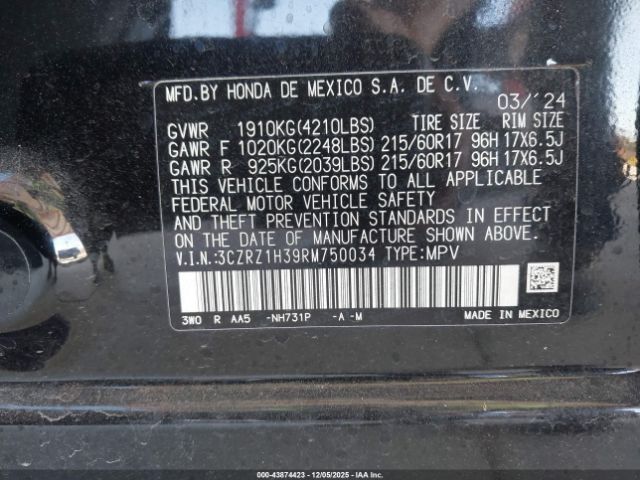 MFD.BY HONDA DE MEXICO S.A. DE C.V.
03/'24
GVWR 1910KG(4210LBS) TIRE SIZE RIM SIZE
GAWR F 1020KG(2248LBS) 215/60R17 96H 17X6.5J
GAWR R 925KG(2039LBS) 215/60R17 96H 17X6.5J
THIS VEHICLE CONFORMS TO ALL APPLICABLE
FEDERAL MOTOR VEHICLE SAFETY
AND THEFT PREVENTION STANDARDS IN EFFECT
ON THE DATE OF MANUFACTURE SHOWN ABOVE.
V.I.N:3CZRZ1H39RM750034 TYPE:MPV
3W0 R AA5 -NH731P -A -M MADE IN MEXICO
000-43874423 - 12/05/2025 - Copyright IAA, LLC